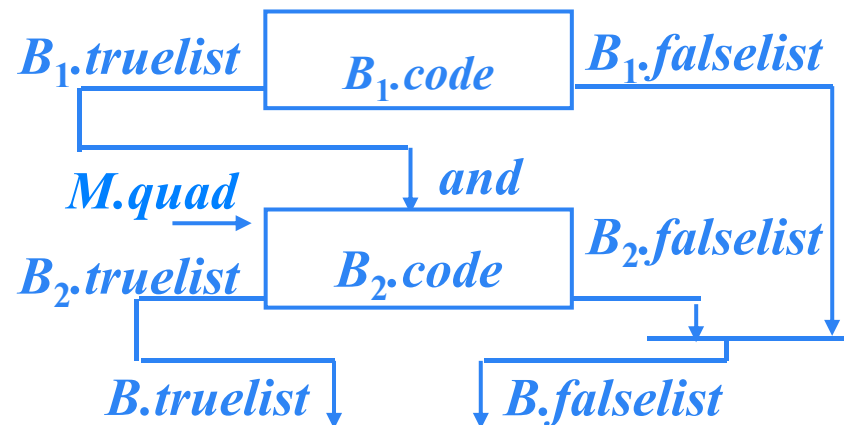 B₁.truelist
B₁.code
B₁.falselist
M.quad
and
B₂.truelist
B₂.code
B₂.falselist
B.truelist
B.falselist